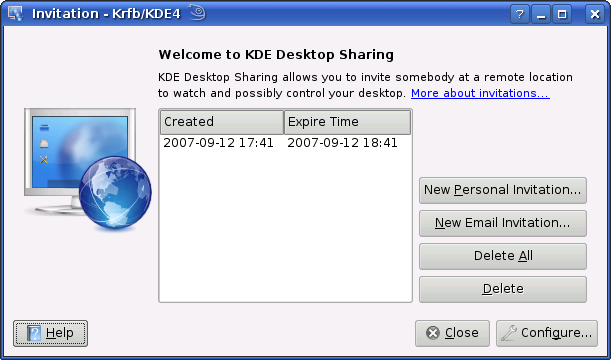 Invitation - Krfb/KDE4
Welcome to KDE Desktop Sharing
KDE Desktop Sharing allows you to invite somebody at a remote location
to watch and possibly control your desktop. More about invitations...
Created Expire Time
2007-09-12 17:41 2007-09-12 18:41
New Personal Invitation...
New Email Invitation...
Delete All
Delete
Help Close Configure...